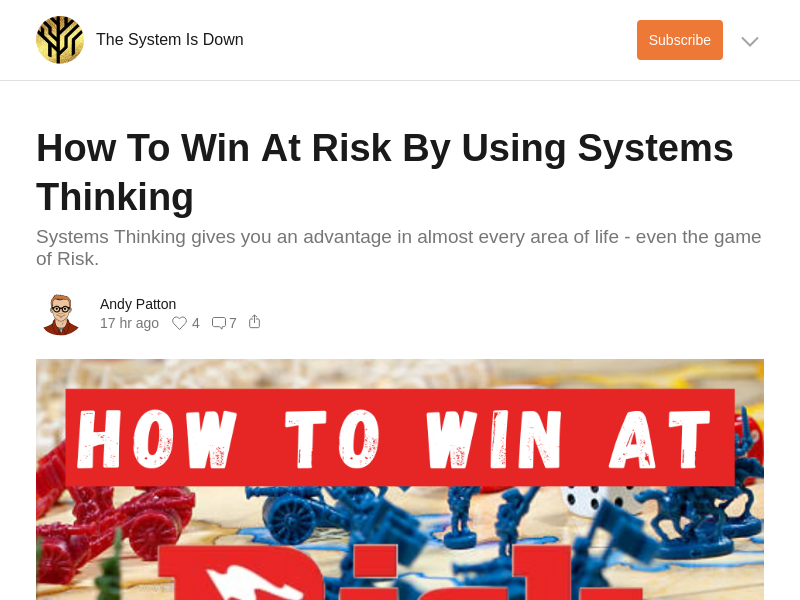 The System Is Down
Subscribe
How To Win At Risk By Using Systems
Thinking
Systems Thinking gives you an advantage in almost every area of life - even the game
of Risk.
Andy Patton
17 hr ago
4
7
HOW TO WIN AT
Risk